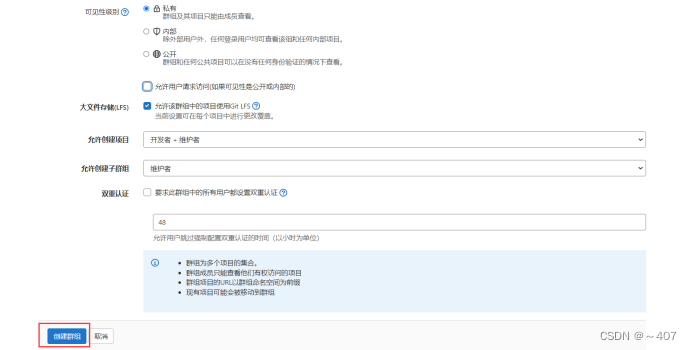 可见性级别
私有
群组及其项目只能由成员查看。
内部
除外部用户外，任何登录用户均可查看该组和任何内部项目。
公开
群组和任何公共项目可以在没有任何身份验证的情况下查看。
允许用户请求访问(如果可见性是公开或内部的)
大文件存储(LFS)
允许该群组中的项目使用Git LFS
当前设置可在每个项目中进行更改覆盖。
允许创建项目
开发者 + 维护者
允许创建子群组
维护者
双重认证
要求此群组中的所有用户都设置双重认证
48
允许用户跳过强制配置双重认证的时间（以小时为单位）
群组为多个项目的集合。
群组成员只能查看他们有权访问的项目
群组项目的URL以群组命名空间为前缀
现有项目可能会被移动到群组
创建群组
取消
CSDN @～407